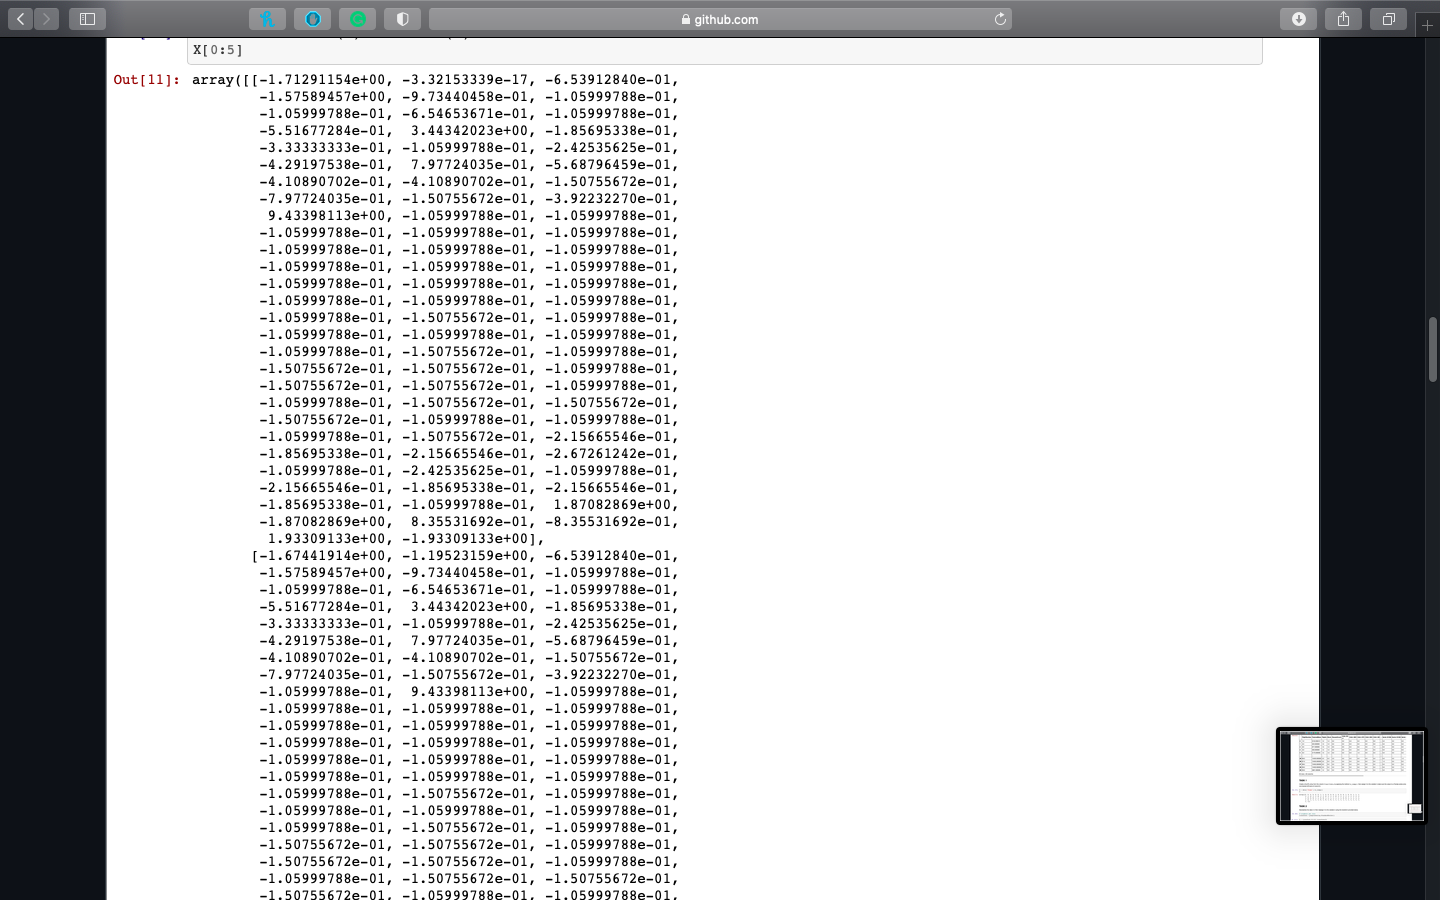 github.com
X[0:5]
Out[11]: array([[-1.71291154e+00, -3.32153339e-17, -6.53912840e-01,
-1.57589457e+00, -9.73440458e-01, -1.05999788e-01,
-1.05999788e-01, -6.54653671e-01, -1.05999788e-01,
-5.51677284e-01, 3.44342023e+00, -1.85695338e-01,
-3.33333333e-01, -1.05999788e-01, -2.42535625e-01,
-4.29197538e-01, 7.97724035e-01, -5.68796459e-01,
-4.10890702e-01, -4.10890702e-01, -1.50755672e-01,
-7.97724035e-01, -1.50755672e-01, -3.92232270e-01,
9.43398113e+00, -1.05999788e-01, -1.05999788e-01,
-1.05999788e-01, -1.05999788e-01, -1.05999788e-01,
-1.05999788e-01, -1.05999788e-01, -1.05999788e-01,
-1.05999788e-01, -1.05999788e-01, -1.05999788e-01,
-1.05999788e-01, -1.05999788e-01, -1.05999788e-01,
-1.05999788e-01, -1.05999788e-01, -1.05999788e-01,
-1.05999788e-01, -1.50755672e-01, -1.05999788e-01,
-1.05999788e-01, -1.05999788e-01, -1.05999788e-01,
-1.05999788e-01, -1.50755672e-01, -1.05999788e-01,
-1.50755672e-01, -1.50755672e-01, -1.05999788e-01,
-1.50755672e-01, -1.50755672e-01, -1.05999788e-01,
-1.05999788e-01, -1.50755672e-01, -1.50755672e-01,
-1.50755672e-01, -1.05999788e-01, -1.05999788e-01,
-1.05999788e-01, -1.50755672e-01, -2.15665546e-01,
-1.85695338e-01, -2.15665546e-01, -2.67261242e-01,
-1.05999788e-01, -2.42535625e-01, -1.05999788e-01,
-2.15665546e-01, -1.85695338e-01, -2.15665546e-01,
-1.85695338e-01, -1.05999788e-01, 1.87082869e+00,
-1.87082869e+00, 8.35531692e-01, -8.35531692e-01,
1.93309133e+00, -1.93309133e+00],
[-1.67441914e+00, -1.19523159e+00, -6.53912840e-01,
-1.57589457e+00, -9.73440458e-01, -1.05999788e-01,
-1.05999788e-01, -6.54653671e-01, -1.05999788e-01,
-5.51677284e-01, 3.44342023e+00, -1.85695338e-01,
-3.33333333e-01, -1.05999788e-01, -2.42535625e-01,
-4.29197538e-01, 7.97724035e-01, -5.68796459e-01,
-4.10890702e-01, -4.10890702e-01, -1.50755672e-01,
-7.97724035e-01, -1.50755672e-01, -3.92232270e-01,
-1.05999788e-01, 9.43398113e+00, -1.05999788e-01,
-1.05999788e-01, -1.05999788e-01, -1.05999788e-01,
-1.05999788e-01, -1.05999788e-01, -1.05999788e-01,
-1.05999788e-01, -1.05999788e-01, -1.05999788e-01,
-1.05999788e-01, -1.05999788e-01, -1.05999788e-01,
-1.05999788e-01, -1.05999788e-01, -1.05999788e-01,
-1.05999788e-01, -1.50755672e-01, -1.05999788e-01,
-1.05999788e-01, -1.05999788e-01, -1.05999788e-01,
-1.05999788e-01, -1.50755672e-01, -1.05999788e-01,
-1.50755672e-01, -1.50755672e-01, -1.05999788e-01,
-1.50755672e-01, -1.50755672e-01, -1.05999788e-01,
-1.05999788e-01, -1.50755672e-01, -1.50755672e-01,
-1.50755672e-01, -1.05999788e-01, -1.05999788e-01,